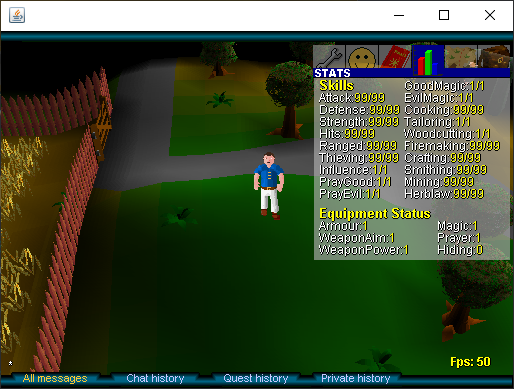 STATS
Skills
Attack:99/99
Defense:99/99
Strength:99/99
Hits:99/99
Ranged:99/99
Thieving:99/99
Influence:1/1
PrayGood:1/1
PrayEvil:1/1
GoodMagic:1/1
EvilMagic:1/1
Cooking:99/99
Tailoring:1/1
Woodcutting:1/1
Firemaking:99/99
Crafting:99/99
Smithing:99/99
Mining:99/99
Herblaw:99/99
Equipment Status
Armour:1
WeaponAim:1
WeaponPower:1
Magic:1
Prayer:1
Hiding:0
Fps: 50
*
All messages
Chat history
Quest history
Private history